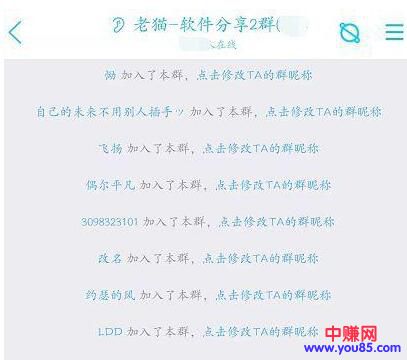 老猫-软件分享2群(
在线
恸 加入了本群，点击修改TA的群昵称
自己的未来不用别人插手ッ 加入了本群，点击修改TA的群昵称
飞扬 加入了本群，点击修改TA的群昵称
偶尔平凡 加入了本群，点击修改TA的群昵称
3098323101 加入了本群，点击修改TA的群昵称
改名 加入了本群，点击修改TA的群昵称
约瑟的风 加入了本群，点击修改TA的群昵称
LDD 加入了本群，点击修改TA的群昵称
中赚网
www.you85.com